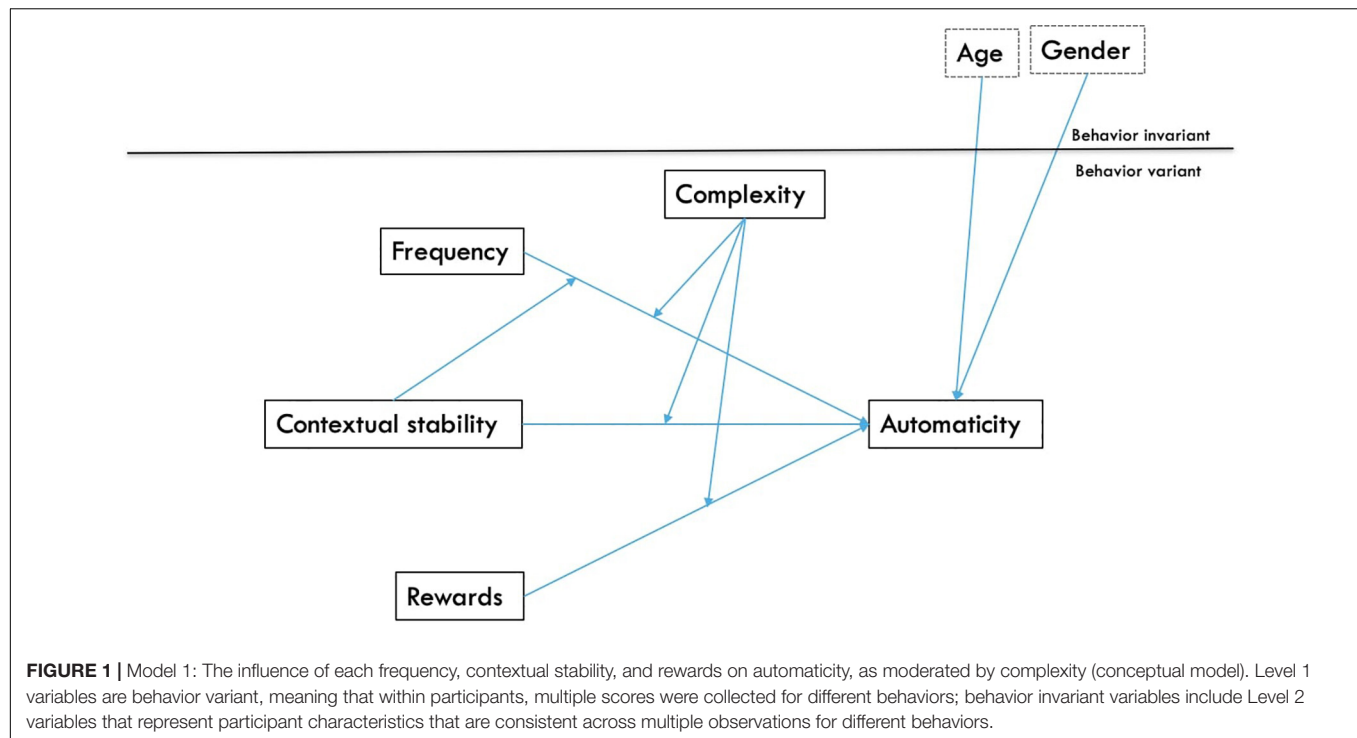 Age
Gender
Behavior invariant
Behavior variant
Complexity
Frequency
Contextual stability
Automaticity
Rewards
FIGURE 1 | Model 1: The influence of each frequency, contextual stability, and rewards on automaticity, as moderated by complexity (conceptual model). Level 1
variables are behavior variant, meaning that within participants, multiple scores were collected for different behaviors; behavior invariant variables include Level 2
variables that represent participant characteristics that are consistent across multiple observations for different behaviors.